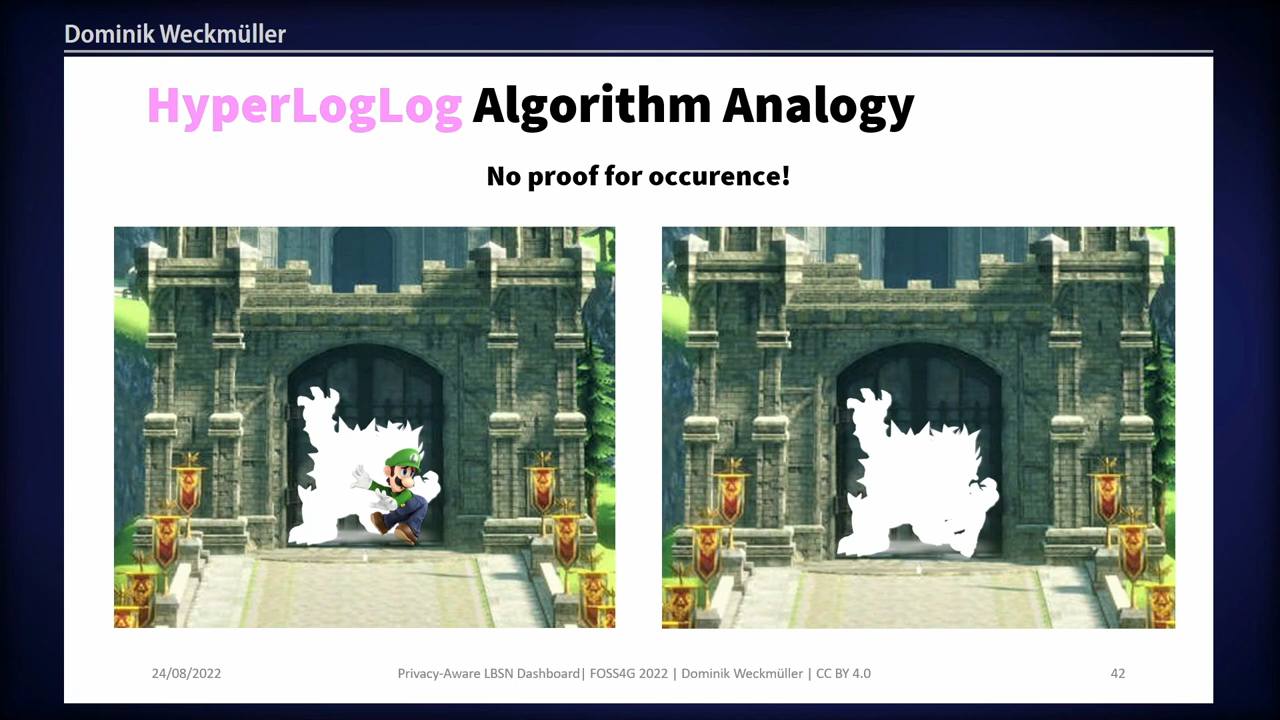 Dominik Weckmüller
HyperLogLog Algorithm Analogy
No proof for occurence!
24/08/2022
Privacy-Aware LBSN Dashboard| FOSS4G 2022 | Dominik Weckmüller | CC BY 4.0
42